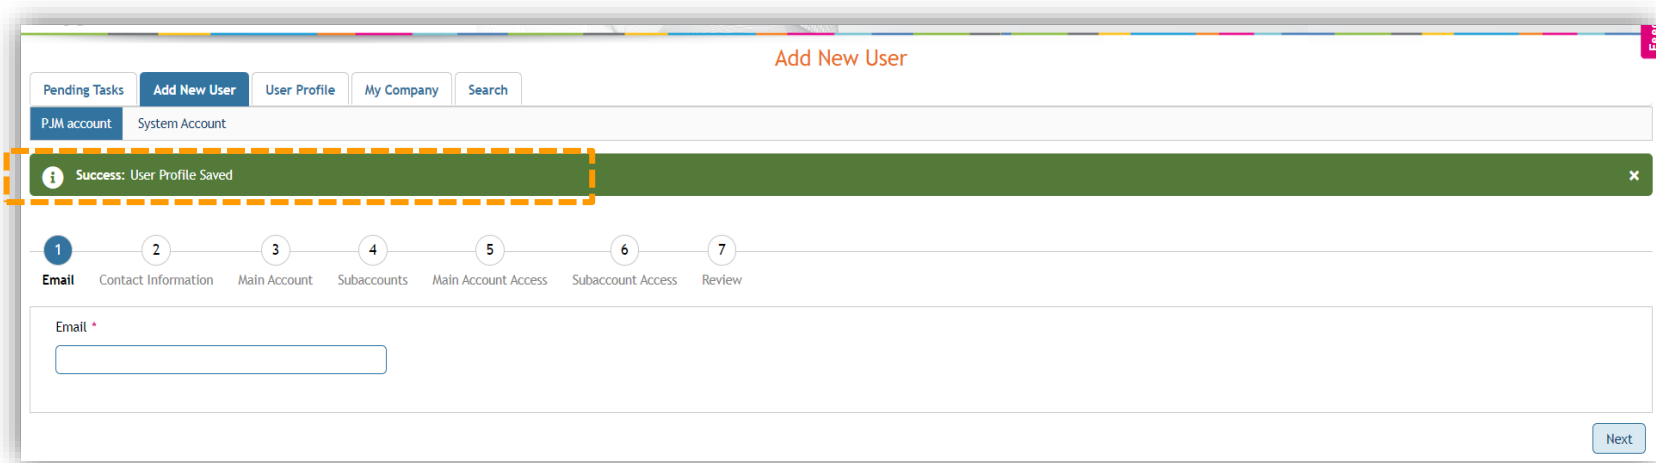 Add New User
Pending Tasks Add New User User Profile My Company Search
PJM account System Account
i Success: User Profile Saved ×
1 2 3 4 5 6 7
Email Contact Information Main Account Subaccounts Main Account Access Subaccount Access Review
Email *
Next